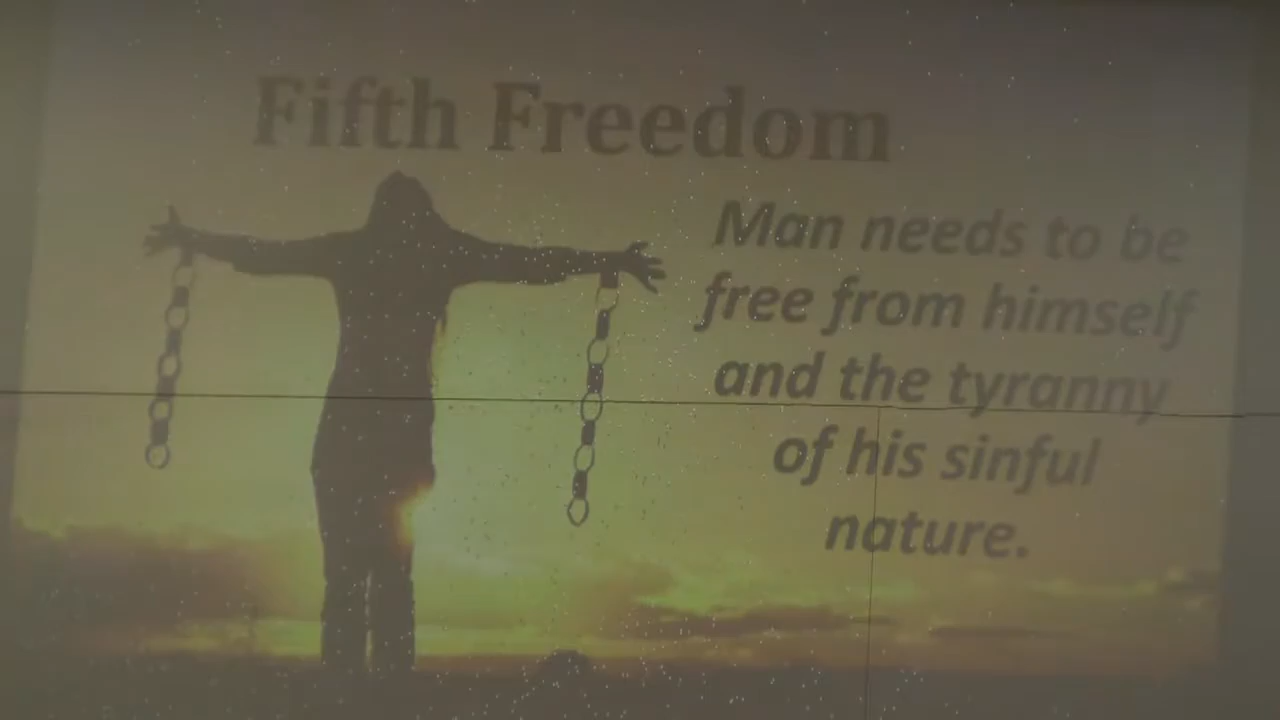 Fifth Freedom
Man needs to be
free from himself
and the tyranny
of his sinful
nature.